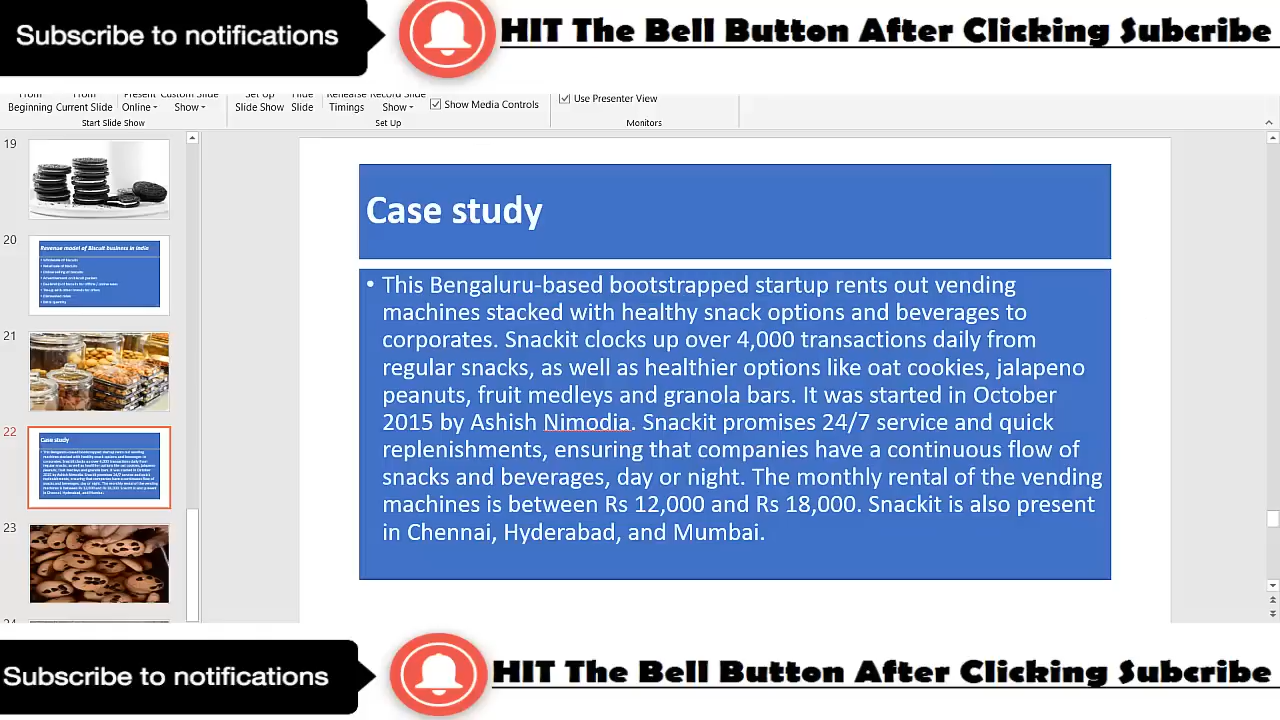 Subscribe to notifications
HIT The Bell Button After Clicking Subcribe
Beginning Current Slide
Online
Show
Slide Show
Slide
Timings
Show
Show Media Controls
Use Presenter View
Start Slide Show
Set Up
Monitors
19
20
Revenue model of Biscuit business in India
21
22
Case study
23
Case study
• This Bengaluru-based bootstrapped startup rents out vending
machines stacked with healthy snack options and beverages to
corporates. Snackit clocks up over 4,000 transactions daily from
regular snacks, as well as healthier options like oat cookies, jalapeno
peanuts, fruit medleys and granola bars. It was started in October
2015 by Ashish Nimodia. Snackit promises 24/7 service and quick
replenishments, ensuring that companies have a continuous flow of
snacks and beverages, day or night. The monthly rental of the vending
machines is between Rs 12,000 and Rs 18,000. Snackit is also present
in Chennai, Hyderabad, and Mumbai.
Subscribe to notifications
HIT The Bell Button After Clicking Subcribe